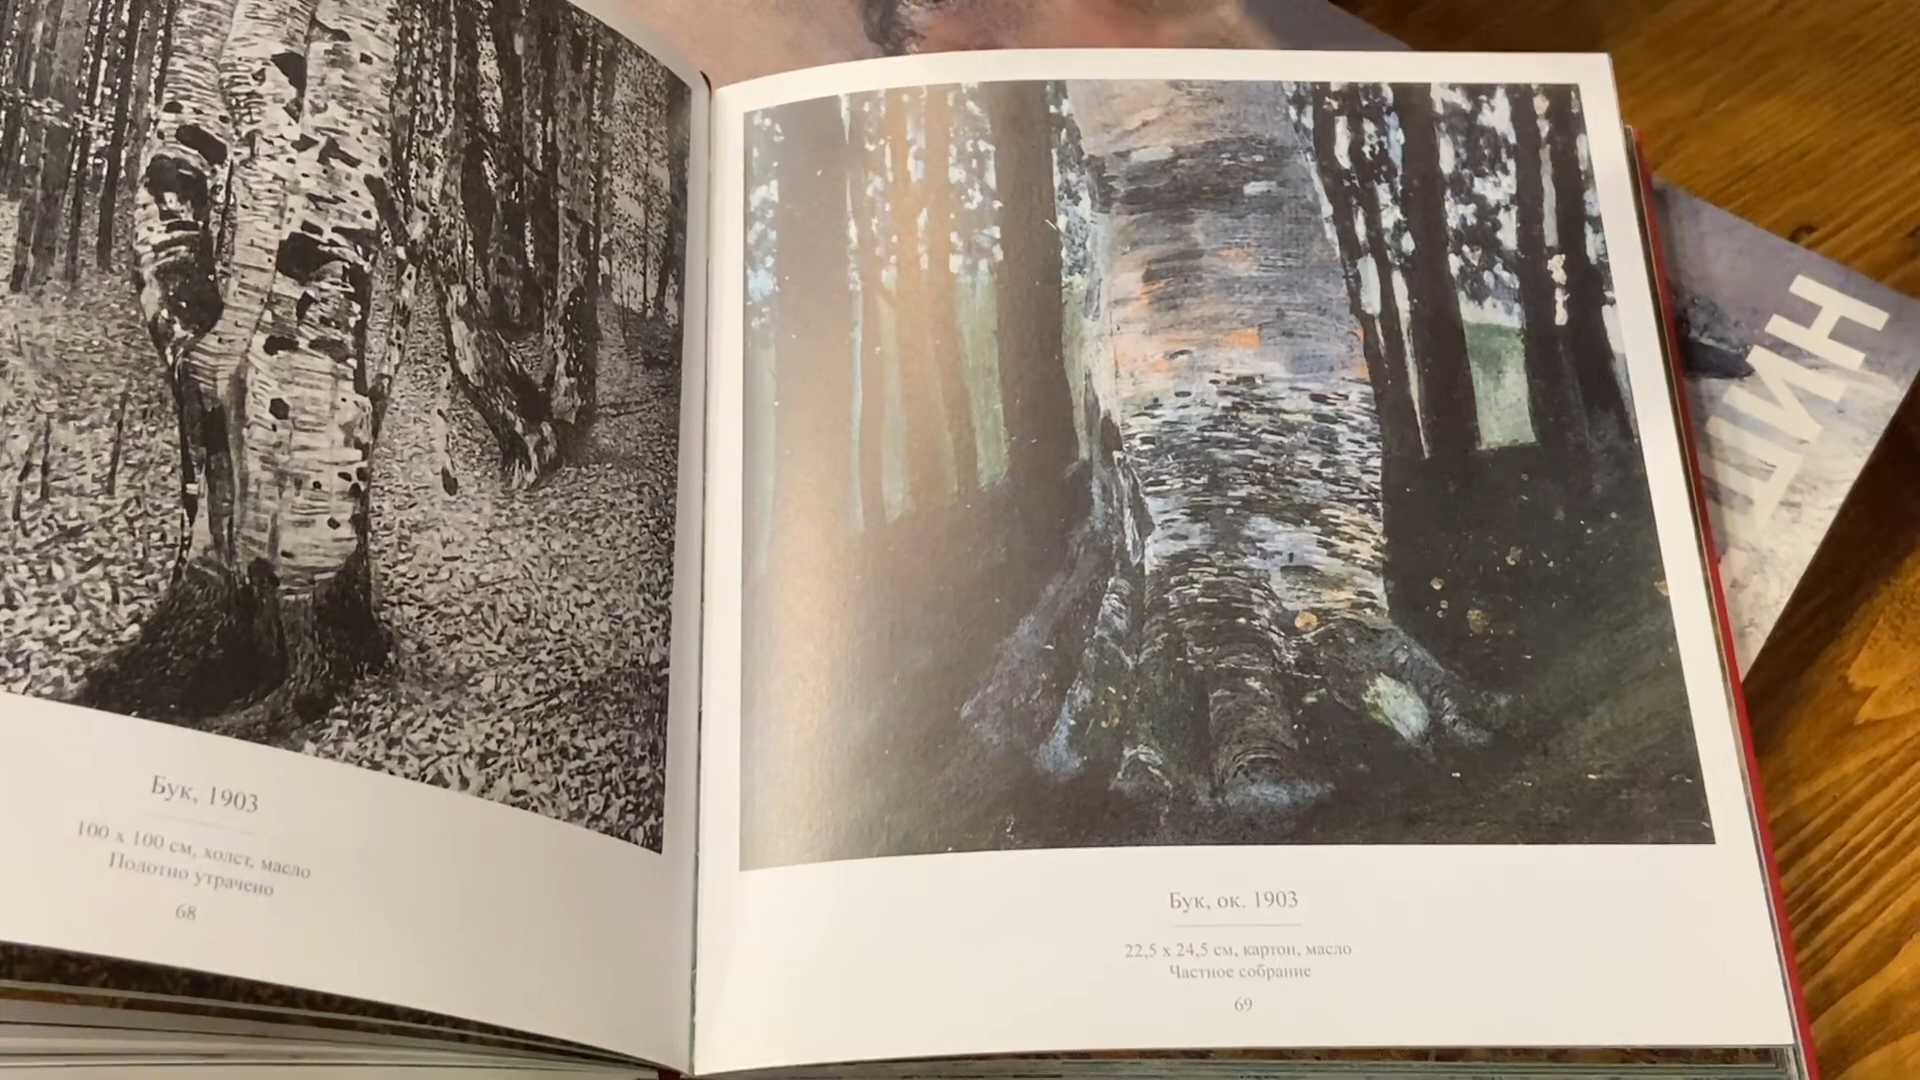 Бук, 1903
100 x 100 см, холст, масло
Полотно утрачено
68
Бук, ок. 1903
22,5 x 24,5 см, картон, масло
Частное собрание
69